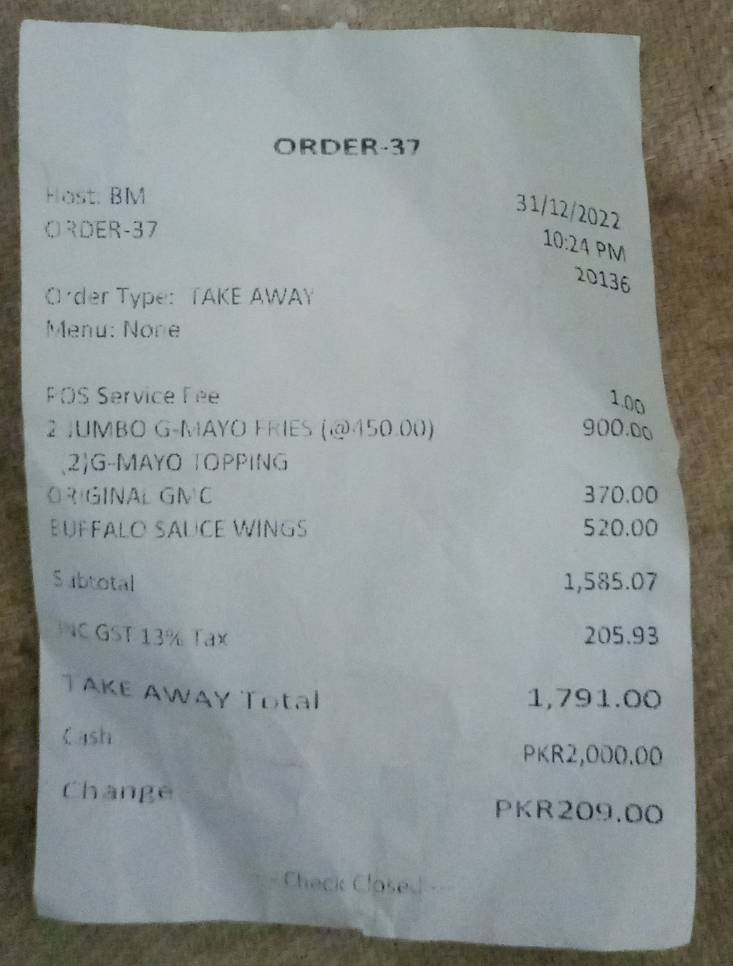 ORDER-37
Host: BM
31/12/2022
ORDER-37
10:24 PM
20136
Order Type: TAKE AWAY
Menu: None
POS Service Fee 1.00
2 JUMBO G-MAYO FRIES (@450.00) 900.00
(2)G-MAYO TOPPING
ORIGINAL GMC 370.00
BUFFALO SAUCE WINGS 520.00
Subtotal 1,585.07
INC GST 13% Tax 205.93
TAKE AWAY Total 1,791.00
Cash PKR2,000.00
Change PKR209.00
--- Check Closed ---